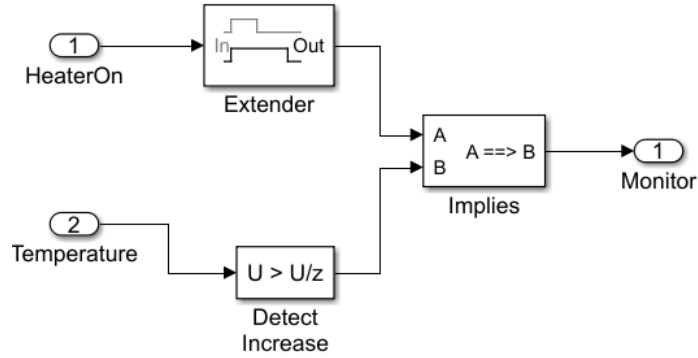 1
HeaterOn
In
Out
Extender
A
B
A ==> B
Implies
1
Monitor
2
Temperature
U > U/z
Detect
Increase